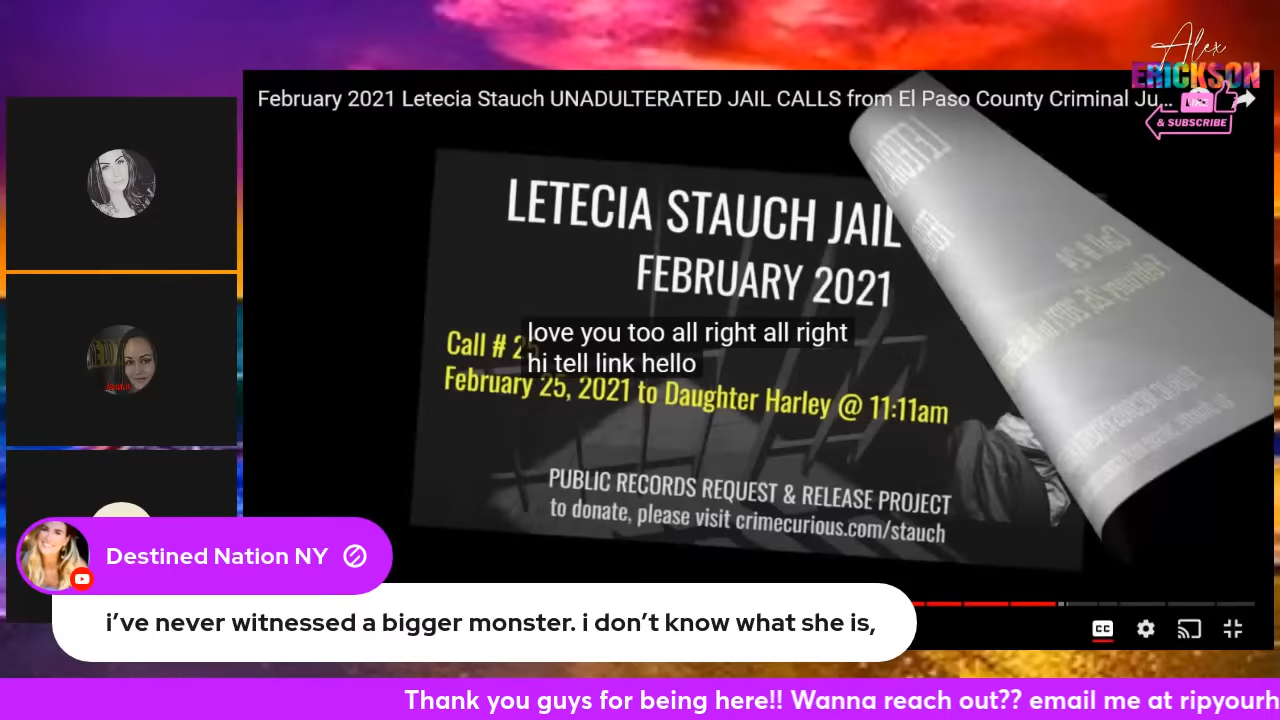 Alex
ERICKSON
LIKE
& SUBSCRIBE
February 2021 Letecia Stauch UNADULTERATED JAIL CALLS from El Paso County Criminal Ju...
LETECIA STAUCH JAIL
FEBRUARY 2021
love you too all right all right
hi tell link hello
Call # 25
February 25, 2021 to Daughter Harley @ 11:11am
PUBLIC RECORDS REQUEST & RELEASE PROJECT
to donate, please visit crimecurious.com/stauch
Destined Nation NY
i’ve never witnessed a bigger monster. i don’t know what she is,
CC
Thank you guys for being here!! Wanna reach out?? email me at ripyourh